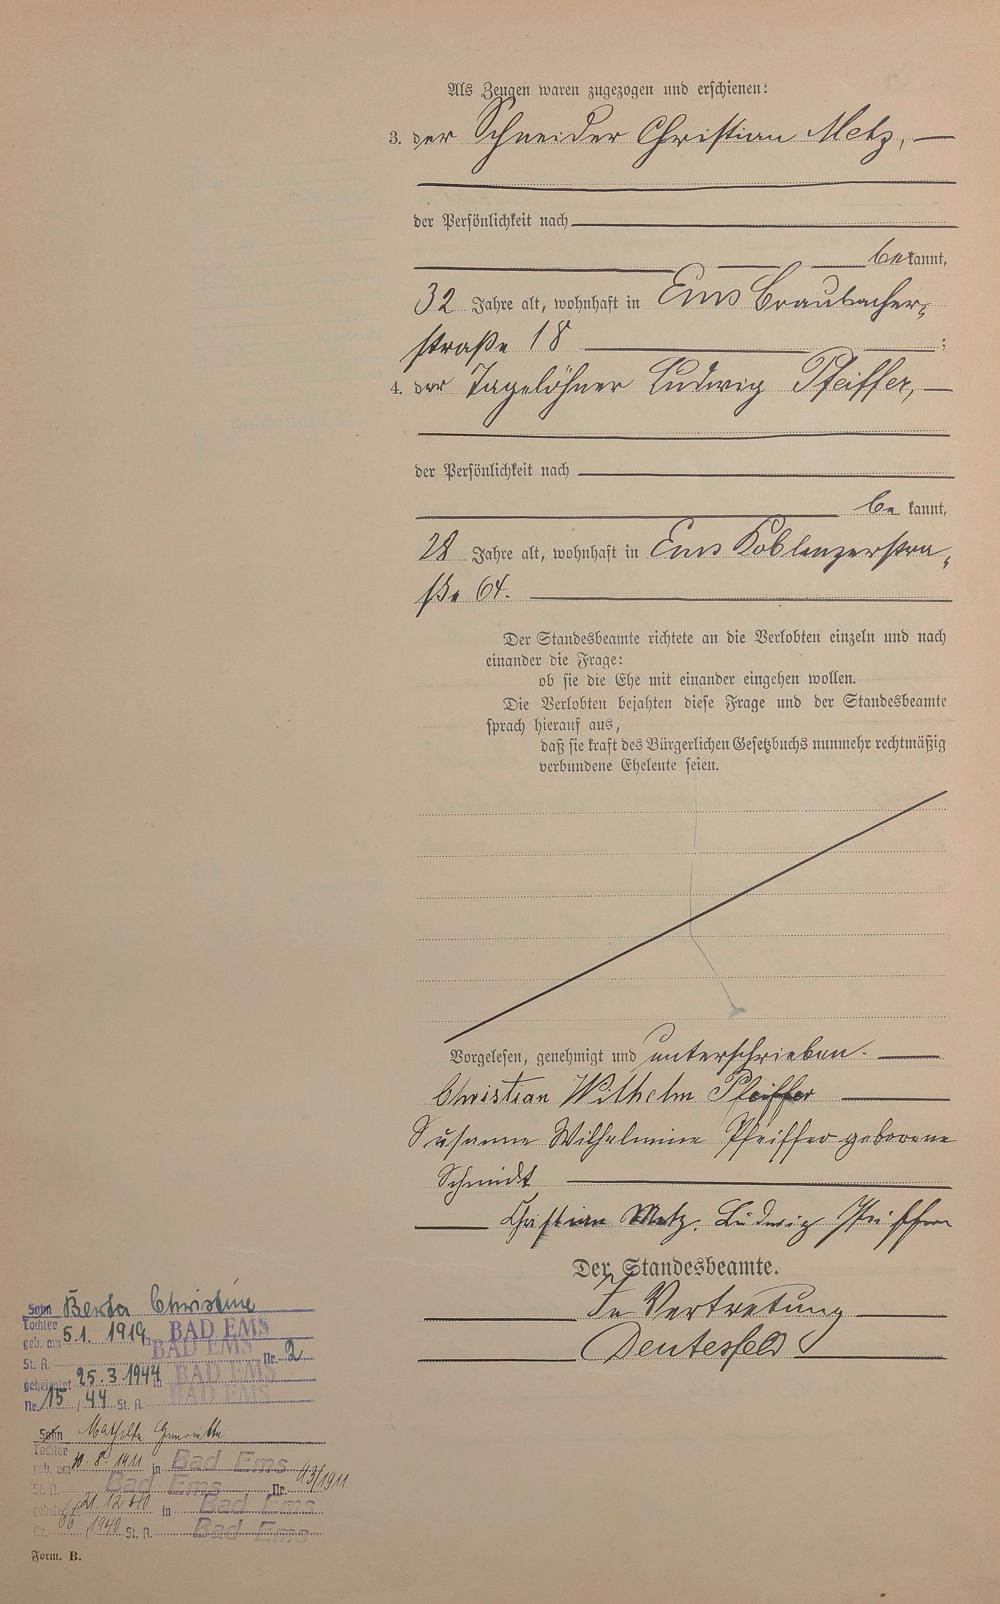 Als Zeugen waren zugezogen und erschienen:
3. der Schneider Christian Metz,
der Persönlichkeit nach
bekannt,
32 Jahre alt, wohnhaft in Ems Braubacher-
straße 18 ;
4. der Tagelöhner Ludwig Pfeiffer,
der Persönlichkeit nach
be kannt,
28 Jahre alt, wohnhaft in Ems Koblenzerstra-
ße 64.
Der Standesbeamte richtete an die Verlobten einzeln und nach
einander die Frage:
ob sie die Ehe mit einander eingehen wollen.
Die Verlobten bejahten diese Frage und der Standesbeamte
sprach hierauf aus,
daß sie kraft des Bürgerlichen Gesetzbuchs nunmehr rechtmäßig
verbundene Eheleute seien.
Vorgelesen, genehmigt und unterschrieben.
Christian Wilhelm Pfeiffer
Susanne Wilhelmine Pfeiffer geborene
Schmidt
Christian Metz. Ludwig Pfeiffer
Der Standesbeamte.
In Vertretung
Deutesfeld
Sohn Berta Christine
Tochter
geb. am 5.1. 1919 in BAD EMS
St. A. BAD EMS Nr. 2
geheiratet 25.3.1944 in BAD EMS
Nr. 15 / 44 St. A. BAD EMS
Sohn Mathilde Henriette
Tochter
geb. am 8. 1911 in Bad Ems
St. A. Bad Ems Nr. 93/1911
21. 12 in Bad Ems
Nr. 66 / 1940 St. A. Bad Ems
Form. B.